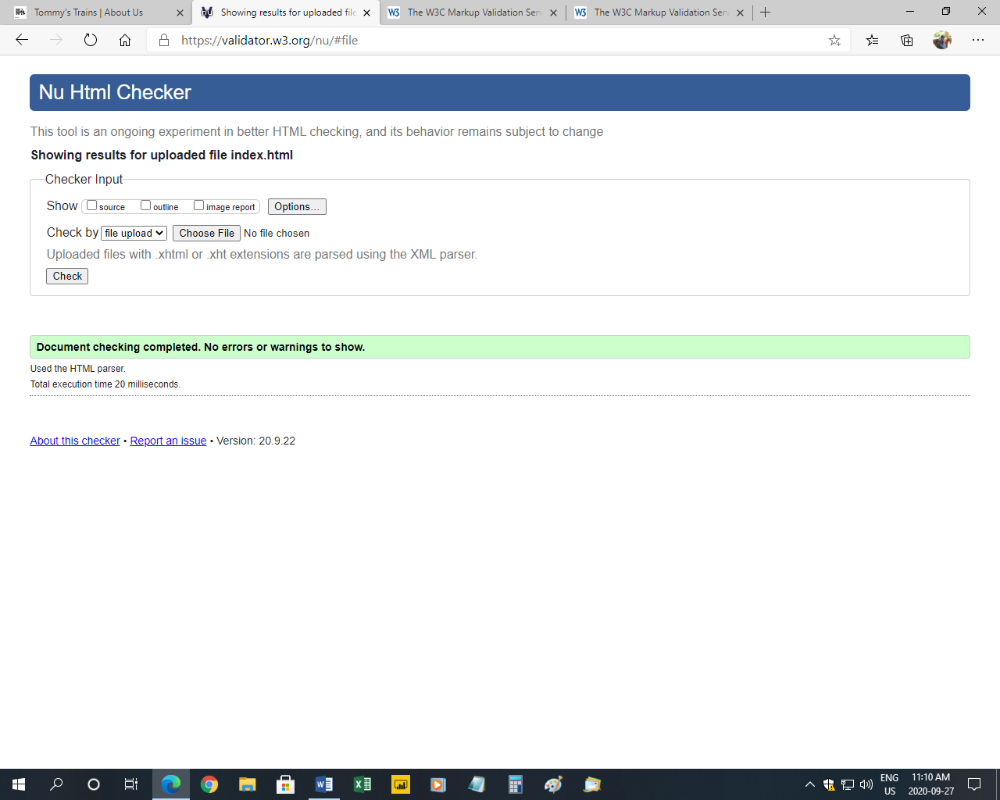 Tommy's Trains | About Us
Showing results for uploaded file
The W3C Markup Validation Serv
The W3C Markup Validation Serv
https://validator.w3.org/nu/#file
Nu Html Checker
This tool is an ongoing experiment in better HTML checking, and its behavior remains subject to change
Showing results for uploaded file index.html
Checker Input
Show source outline image report Options...
Check by file upload Choose File No file chosen
Uploaded files with .xhtml or .xht extensions are parsed using the XML parser.
Check
Document checking completed. No errors or warnings to show.
Used the HTML parser.
Total execution time 20 milliseconds.
About this checker • Report an issue • Version: 20.9.22
ENG 11:10 AM
US 2020-09-27